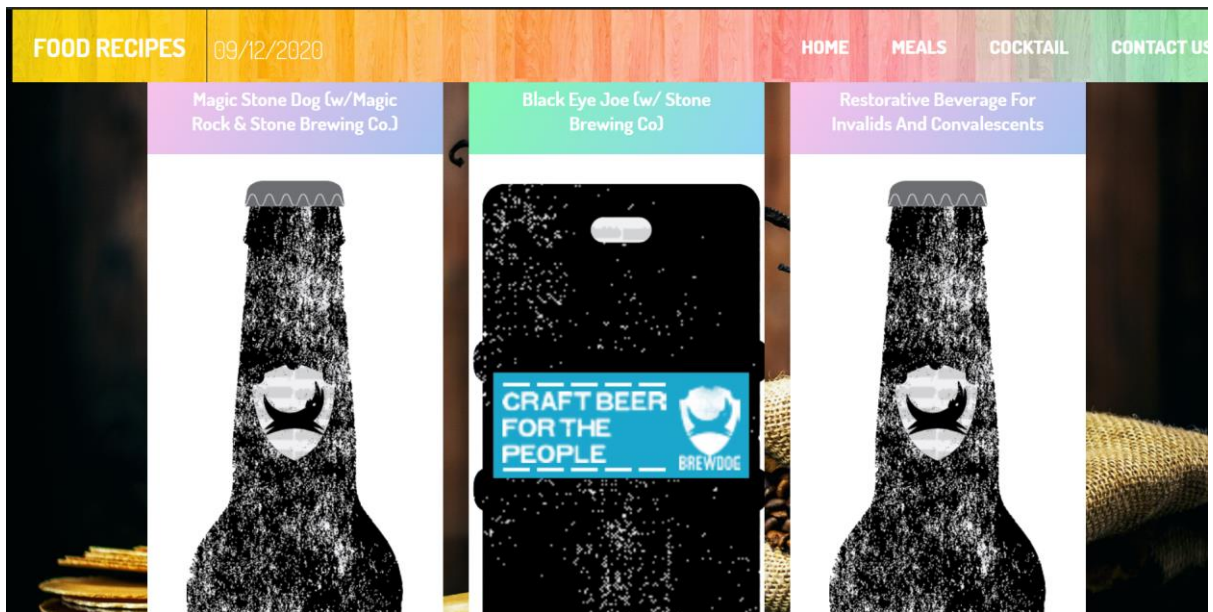 FOOD RECIPES
09/12/2020
HOME
MEALS
COCKTAIL
CONTACT US
Magic Stone Dog (w/Magic
Rock & Stone Brewing Co.)
Black Eye Joe (w/ Stone
Brewing Co)
Restorative Beverage For
Invalids And Convalescents
CRAFT BEER
FOR THE
PEOPLE
BREWDOG